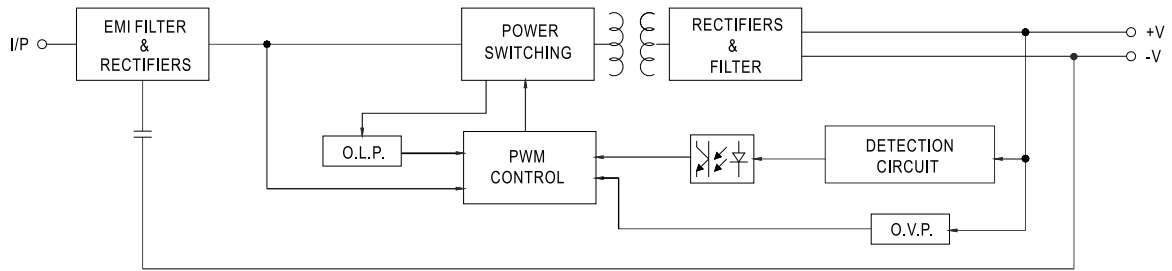 I/P
EMI FILTER
&
RECTIFIERS
POWER
SWITCHING
RECTIFIERS
&
FILTER
+V
-V
O.L.P.
PWM
CONTROL
DETECTION
CIRCUIT
O.V.P.